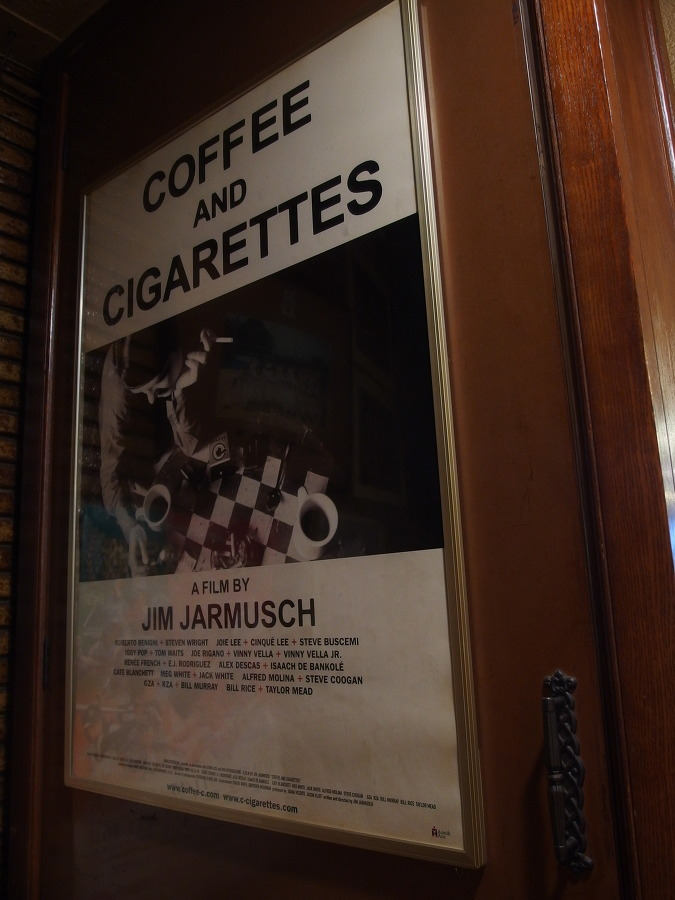 COFFEE
AND
CIGARETTES
A FILM BY
JIM JARMUSCH
ROBERTO BENIGNI + STEVEN WRIGHT JOIE LEE + CINQUÉ LEE + STEVE BUSCEMI
IGGY POP + TOM WAITS JOE RIGANO + VINNY VELLA + VINNY VELLA JR.
RENÉE FRENCH + E.J. RODRIGUEZ ALEX DESCAS + ISAACH DE BANKOLÉ
CATE BLANCHETT MEG WHITE + JACK WHITE ALFRED MOLINA + STEVE COOGAN
GZA + RZA + BILL MURRAY BILL RICE + TAYLOR MEAD
www.coffee-c.com www.c-cigarettes.com